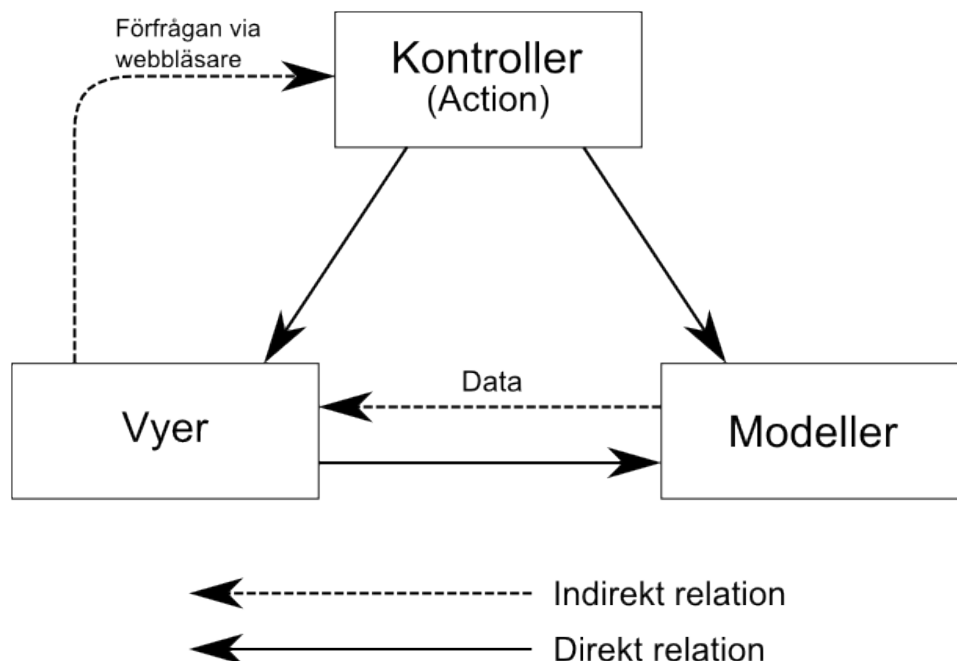 Förfrågan via
webbläsare
Kontroller
(Action)
Data
Vyer
Modeller
Indirekt relation
Direkt relation